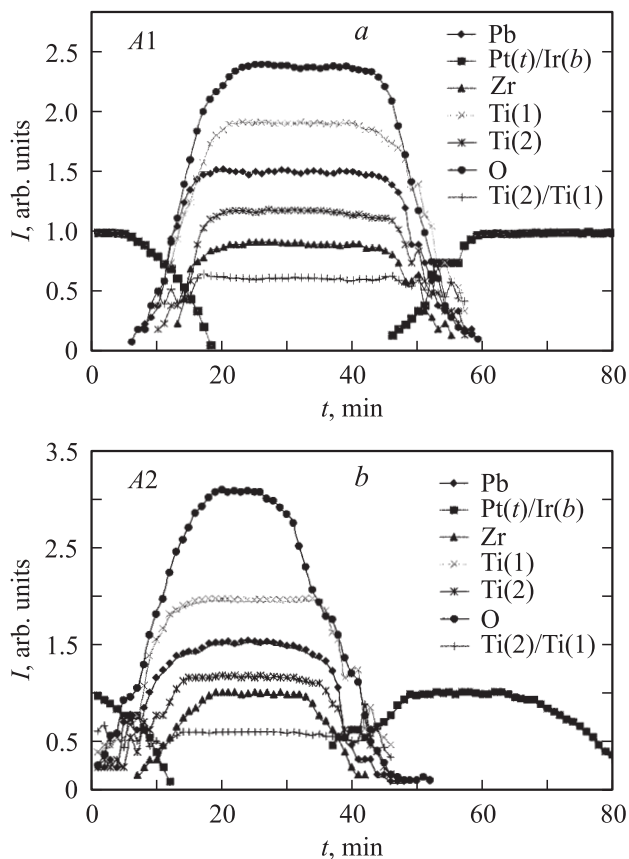 A1
a
Pb
Pt(t)/Ir(b)
Zr
Ti(1)
Ti(2)
O
Ti(2)/Ti(1)
2.5
2.0
1.5
1.0
0.5
0
I, arb. units
0 20 40 60 80
t, min
A2
b
Pb
Pt(t)/Ir(b)
Zr
Ti(1)
Ti(2)
O
Ti(2)/Ti(1)
3.5
2.5
1.5
0.5
0
I, arb. units
0 20 40 60 80
t, min